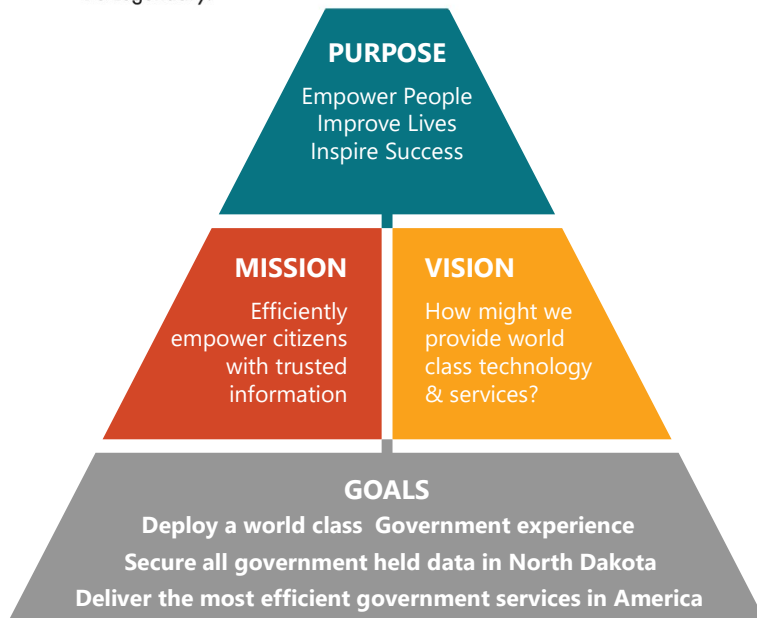 PURPOSE
Empower People
Improve Lives
Inspire Success
MISSION
Efficiently
empower citizens
with trusted
information
VISION
How might we
provide world
class technology
& services?
GOALS
Deploy a world class Government experience
Secure all government held data in North Dakota
Deliver the most efficient government services in America